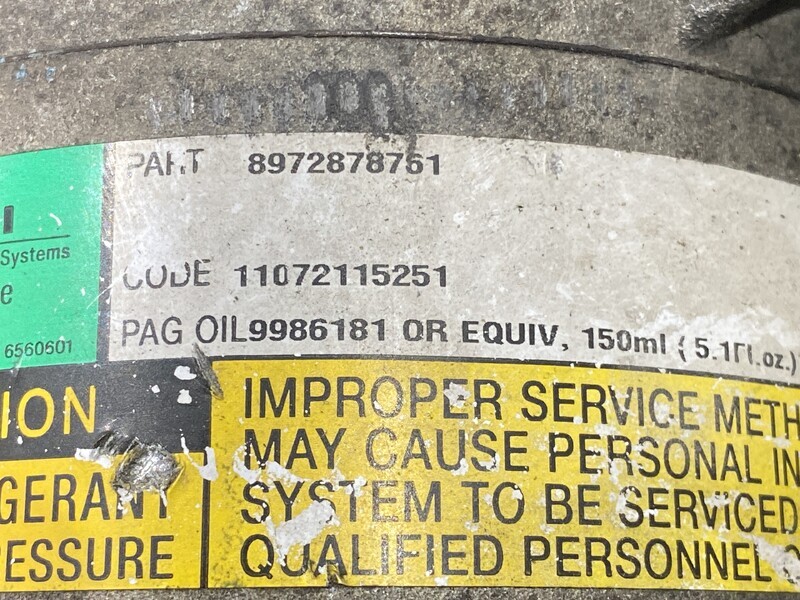 PART 8972878761
Systems
CODE 11072115251
e
6560601
PAG OIL9986181 OR EQUIV, 150ml (5.1Fl.oz.)
ION
IMPROPER SERVICE METH
MAY CAUSE PERSONAL IN
GERANT
SYSTEM TO BE SERVICED
ESSURE
QUALIFIED PERSONNEL